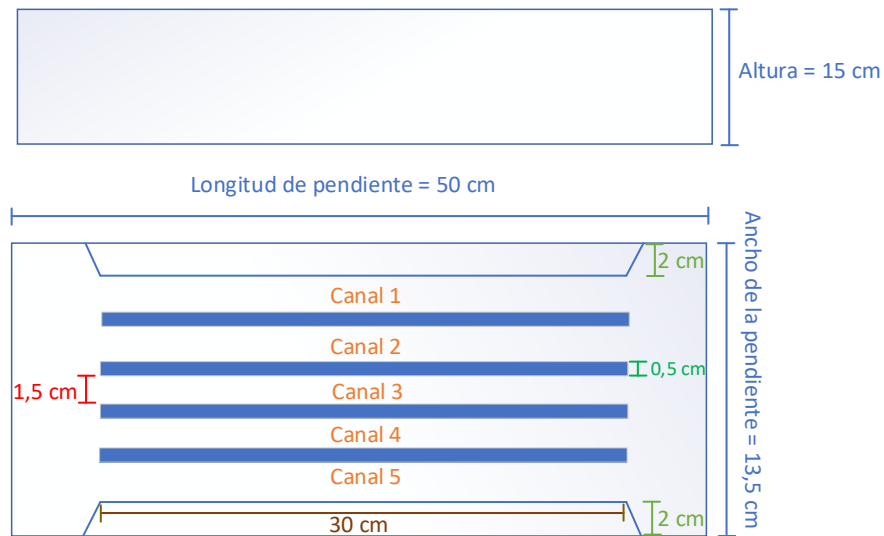 Altura = 15 cm
Longitud de pendiente = 50 cm
Ancho de la pendiente = 13,5 cm
2 cm
Canal 1
Canal 2
0,5 cm
1,5 cm
Canal 3
Canal 4
Canal 5
30 cm
2 cm